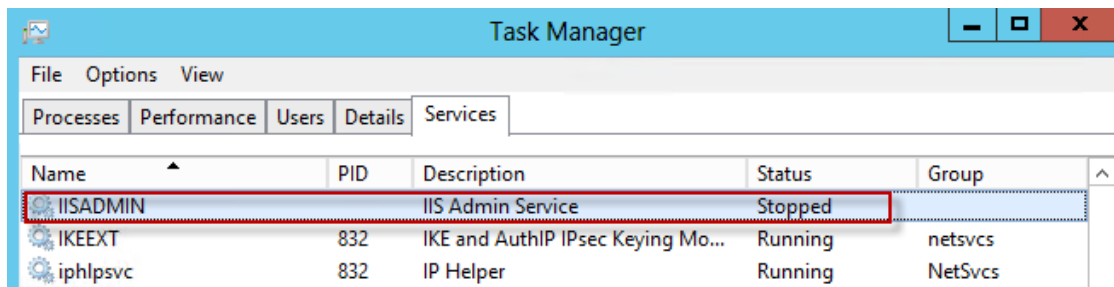 Task Manager
File Options View
Processes Performance Users Details Services
Name PID Description Status Group
IISADMIN IIS Admin Service Stopped
IKEEXT 832 IKE and AuthIP IPsec Keying Mo... Running netsvcs
iphlpsvc 832 IP Helper Running NetSvcs